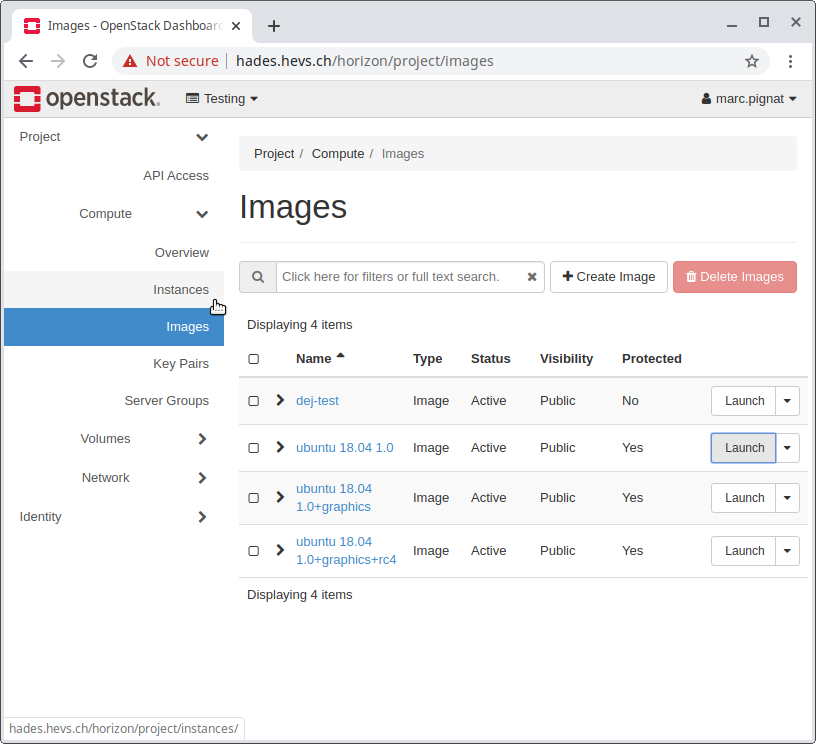 Images - OpenStack Dashboard
Not secure | hades.hevs.ch/horizon/project/images
openstack. Testing marc.pignat
Project
API Access
Compute
Overview
Instances
Images
Key Pairs
Server Groups
Volumes
Network
Identity
Project / Compute / Images
Images
Click here for filters or full text search. Create Image Delete Images
Displaying 4 items
Name Type Status Visibility Protected
dej-test Image Active Public No Launch
ubuntu 18.04 1.0 Image Active Public Yes Launch
ubuntu 18.04
1.0+graphics Image Active Public Yes Launch
ubuntu 18.04
1.0+graphics+rc4 Image Active Public Yes Launch
Displaying 4 items
hades.hevs.ch/horizon/project/instances/